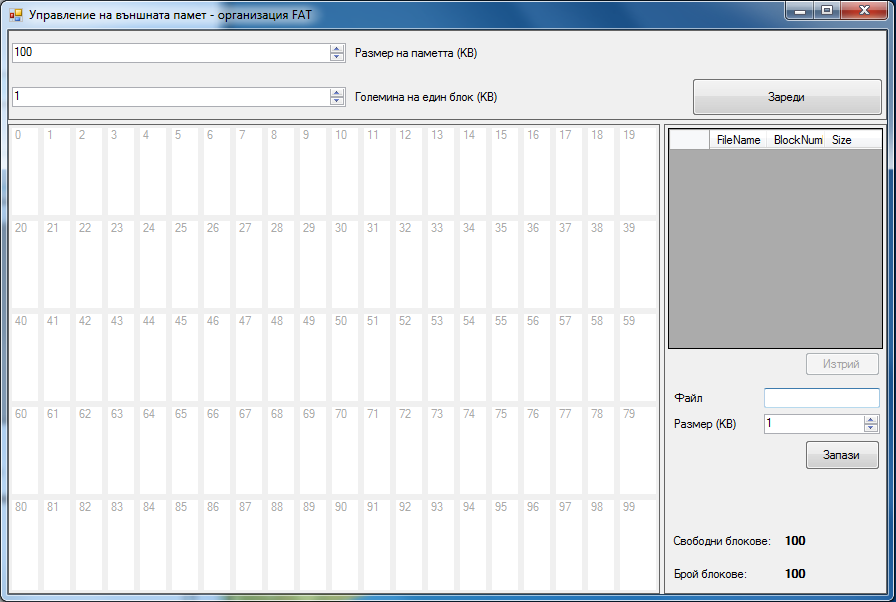 Управление на външната памет - организация FAT
100 Размер на паметта (KB)
1 Големина на един блок (KB)
Зареди
0 1 2 3 4 5 6 7 8 9 10 11 12 13 14 15 16 17 18 19
20 21 22 23 24 25 26 27 28 29 30 31 32 33 34 35 36 37 38 39
40 41 42 43 44 45 46 47 48 49 50 51 52 53 54 55 56 57 58 59
60 61 62 63 64 65 66 67 68 69 70 71 72 73 74 75 76 77 78 79
80 81 82 83 84 85 86 87 88 89 90 91 92 93 94 95 96 97 98 99
FileName BlockNum Size
Изтрий
Файл
Размер (KB) 1
Запази
Свободни блокове: 100
Брой блокове: 100